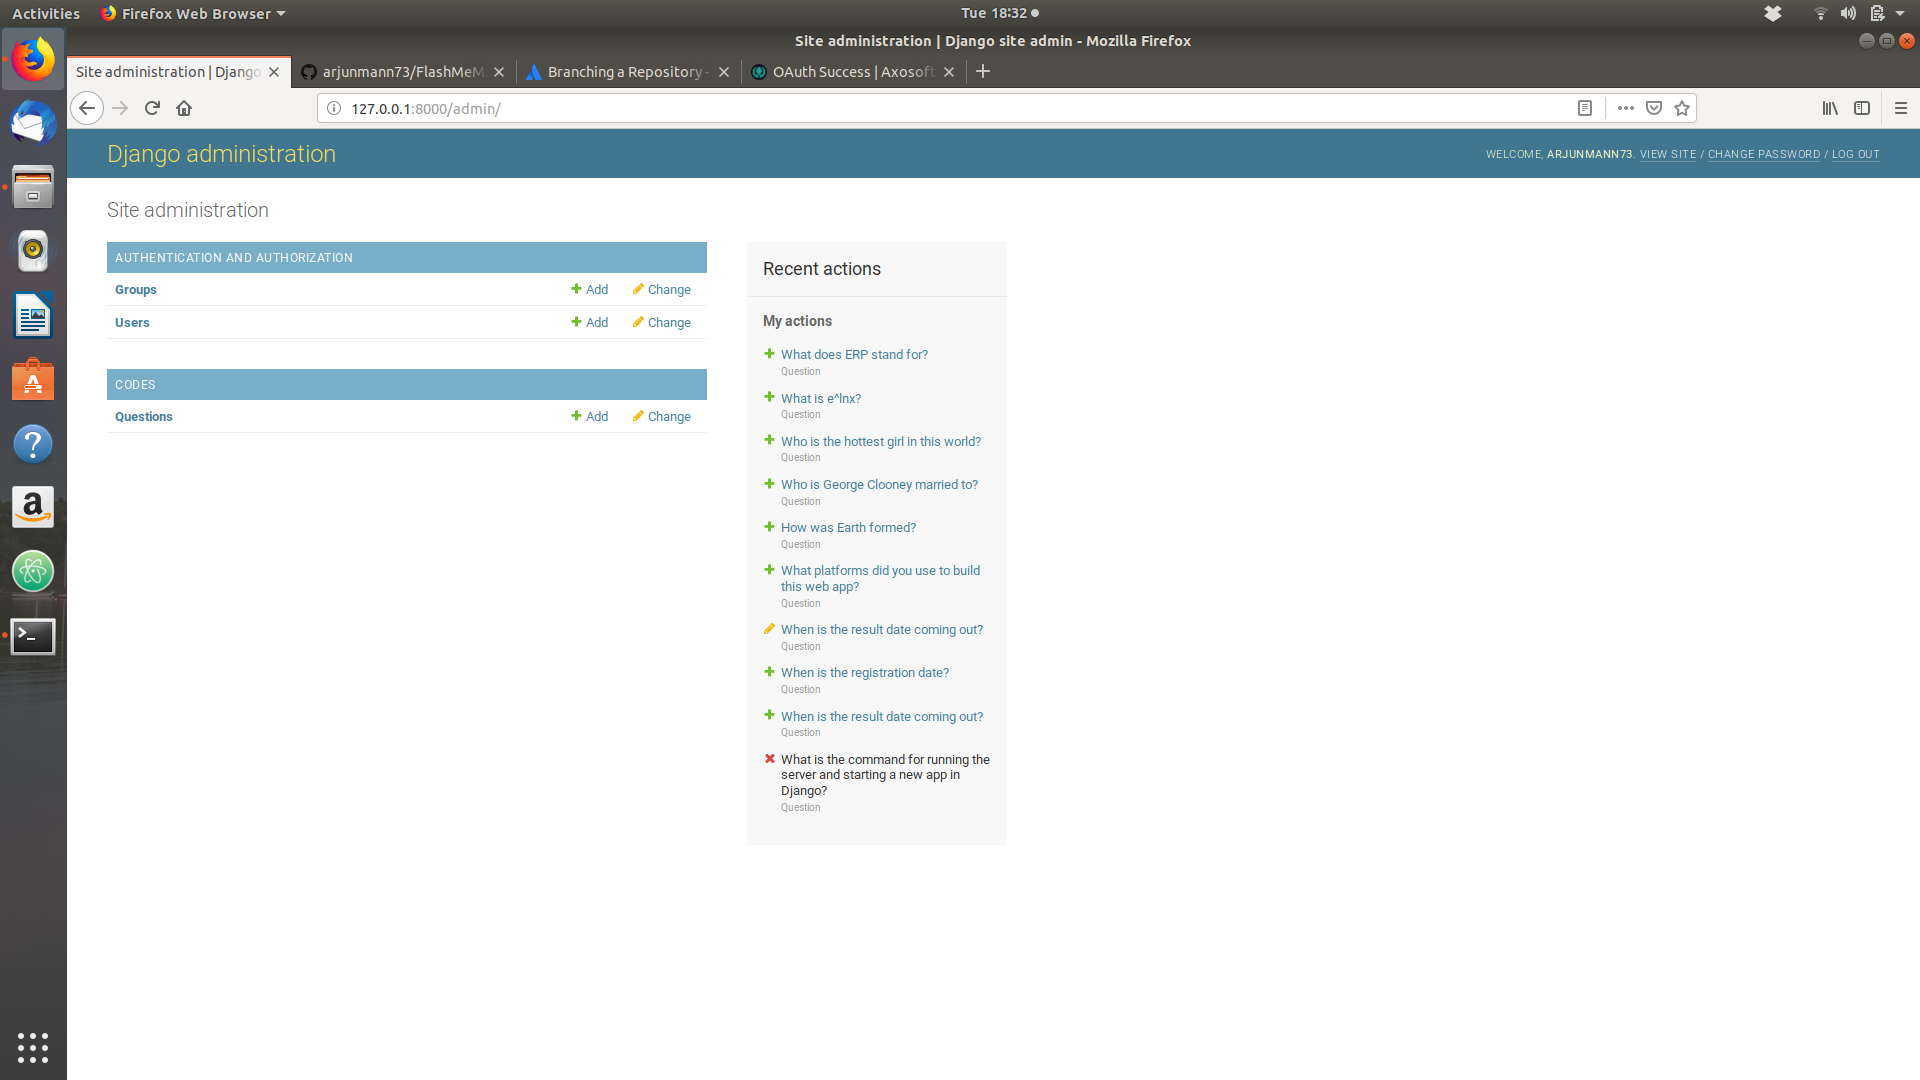 Activities
Firefox Web Browser
Tue 18:32
Site administration | Django site admin - Mozilla Firefox
Site administration | Django
arjunmann73/FlashMeM
Branching a Repository -
OAuth Success | Axosoft
127.0.0.1:8000/admin/
Django administration
WELCOME, ARJUNMANN73. VIEW SITE / CHANGE PASSWORD / LOG OUT
Site administration
AUTHENTICATION AND AUTHORIZATION
Groups
Add
Change
Users
Add
Change
CODES
Questions
Add
Change
Recent actions
My actions
What does ERP stand for?
Question
What is e^lnx?
Question
Who is the hottest girl in this world?
Question
Who is George Clooney married to?
Question
How was Earth formed?
Question
What platforms did you use to build
this web app?
Question
When is the result date coming out?
Question
When is the registration date?
Question
When is the result date coming out?
Question
What is the command for running the
server and starting a new app in
Django?
Question